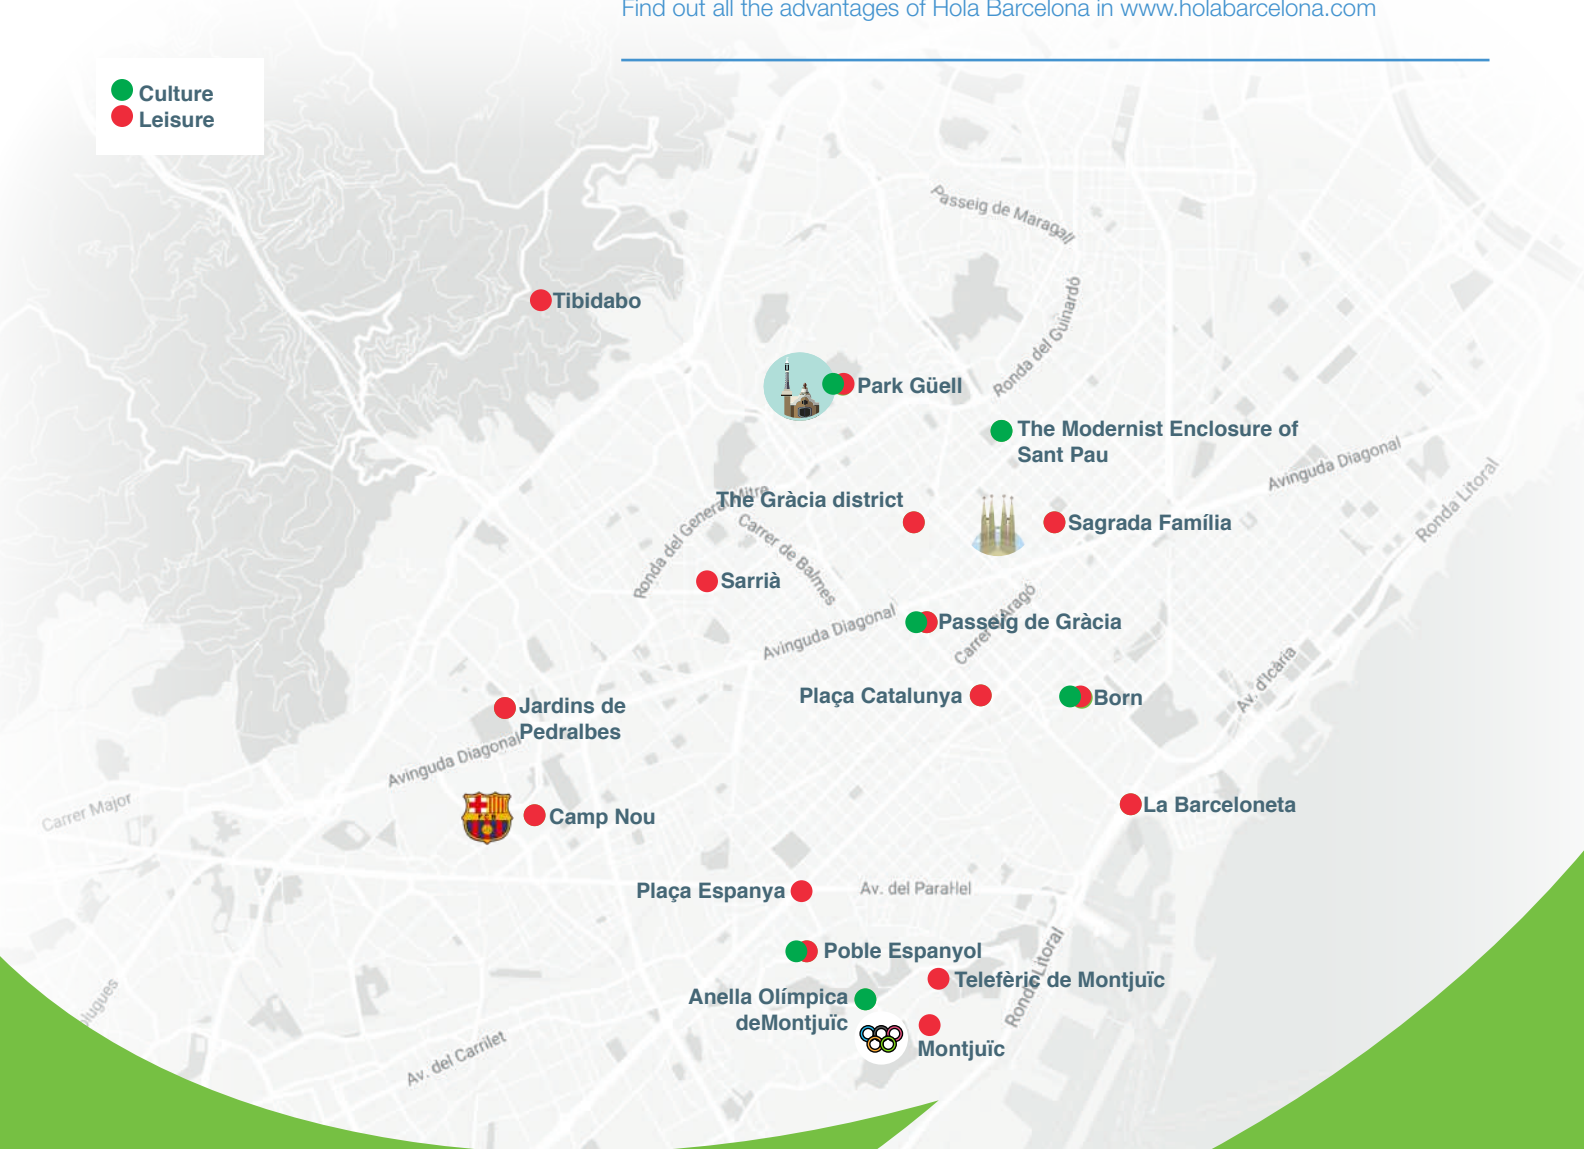 Find out all the advantages of Hola Barcelona in www.holabarcelona.com
Culture
Leisure
Passeig de Maragall
Tibidabo
Ronda del Guinardó
Park Güell
The Modernist Enclosure of
Sant Pau
Avinguda Diagonal
Ronda Litoral
The Gràcia district
Ronda del General Mitre
Carrer de Balmes
Sagrada Família
Sarrià
Avinguda Diagonal
Passeig de Gràcia
Carrer d'Aragó
Plaça Catalunya
Born
Av. d'Icària
Jardins de
Pedralbes
Avinguda Diagonal
Carrer Major
FCB
Camp Nou
La Barceloneta
Plaça Espanya
Av. del Paral·lel
Poble Espanyol
Telefèric de Montjuïc
Ronda Litoral
Anella Olímpica
deMontjuïc
Montjuïc
Av. del Carrilet